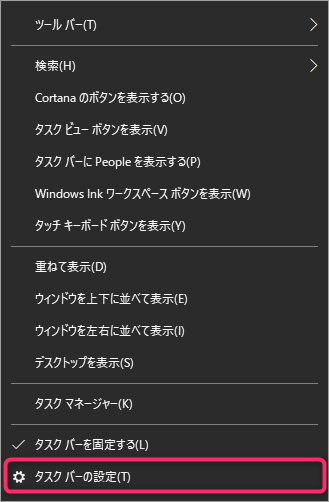 ツール バー(T)
検索(H)
Cortana のボタンを表示する(O)
タスク ビュー ボタンを表示(V)
タスク バーに People を表示する(P)
Windows Ink ワークスペース ボタンを表示(W)
タッチ キーボード ボタンを表示(Y)
重ねて表示(D)
ウィンドウを上下に並べて表示(E)
ウィンドウを左右に並べて表示(I)
デスクトップを表示(S)
タスク マネージャー(K)
タスク バーを固定する(L)
タスク バーの設定(T)